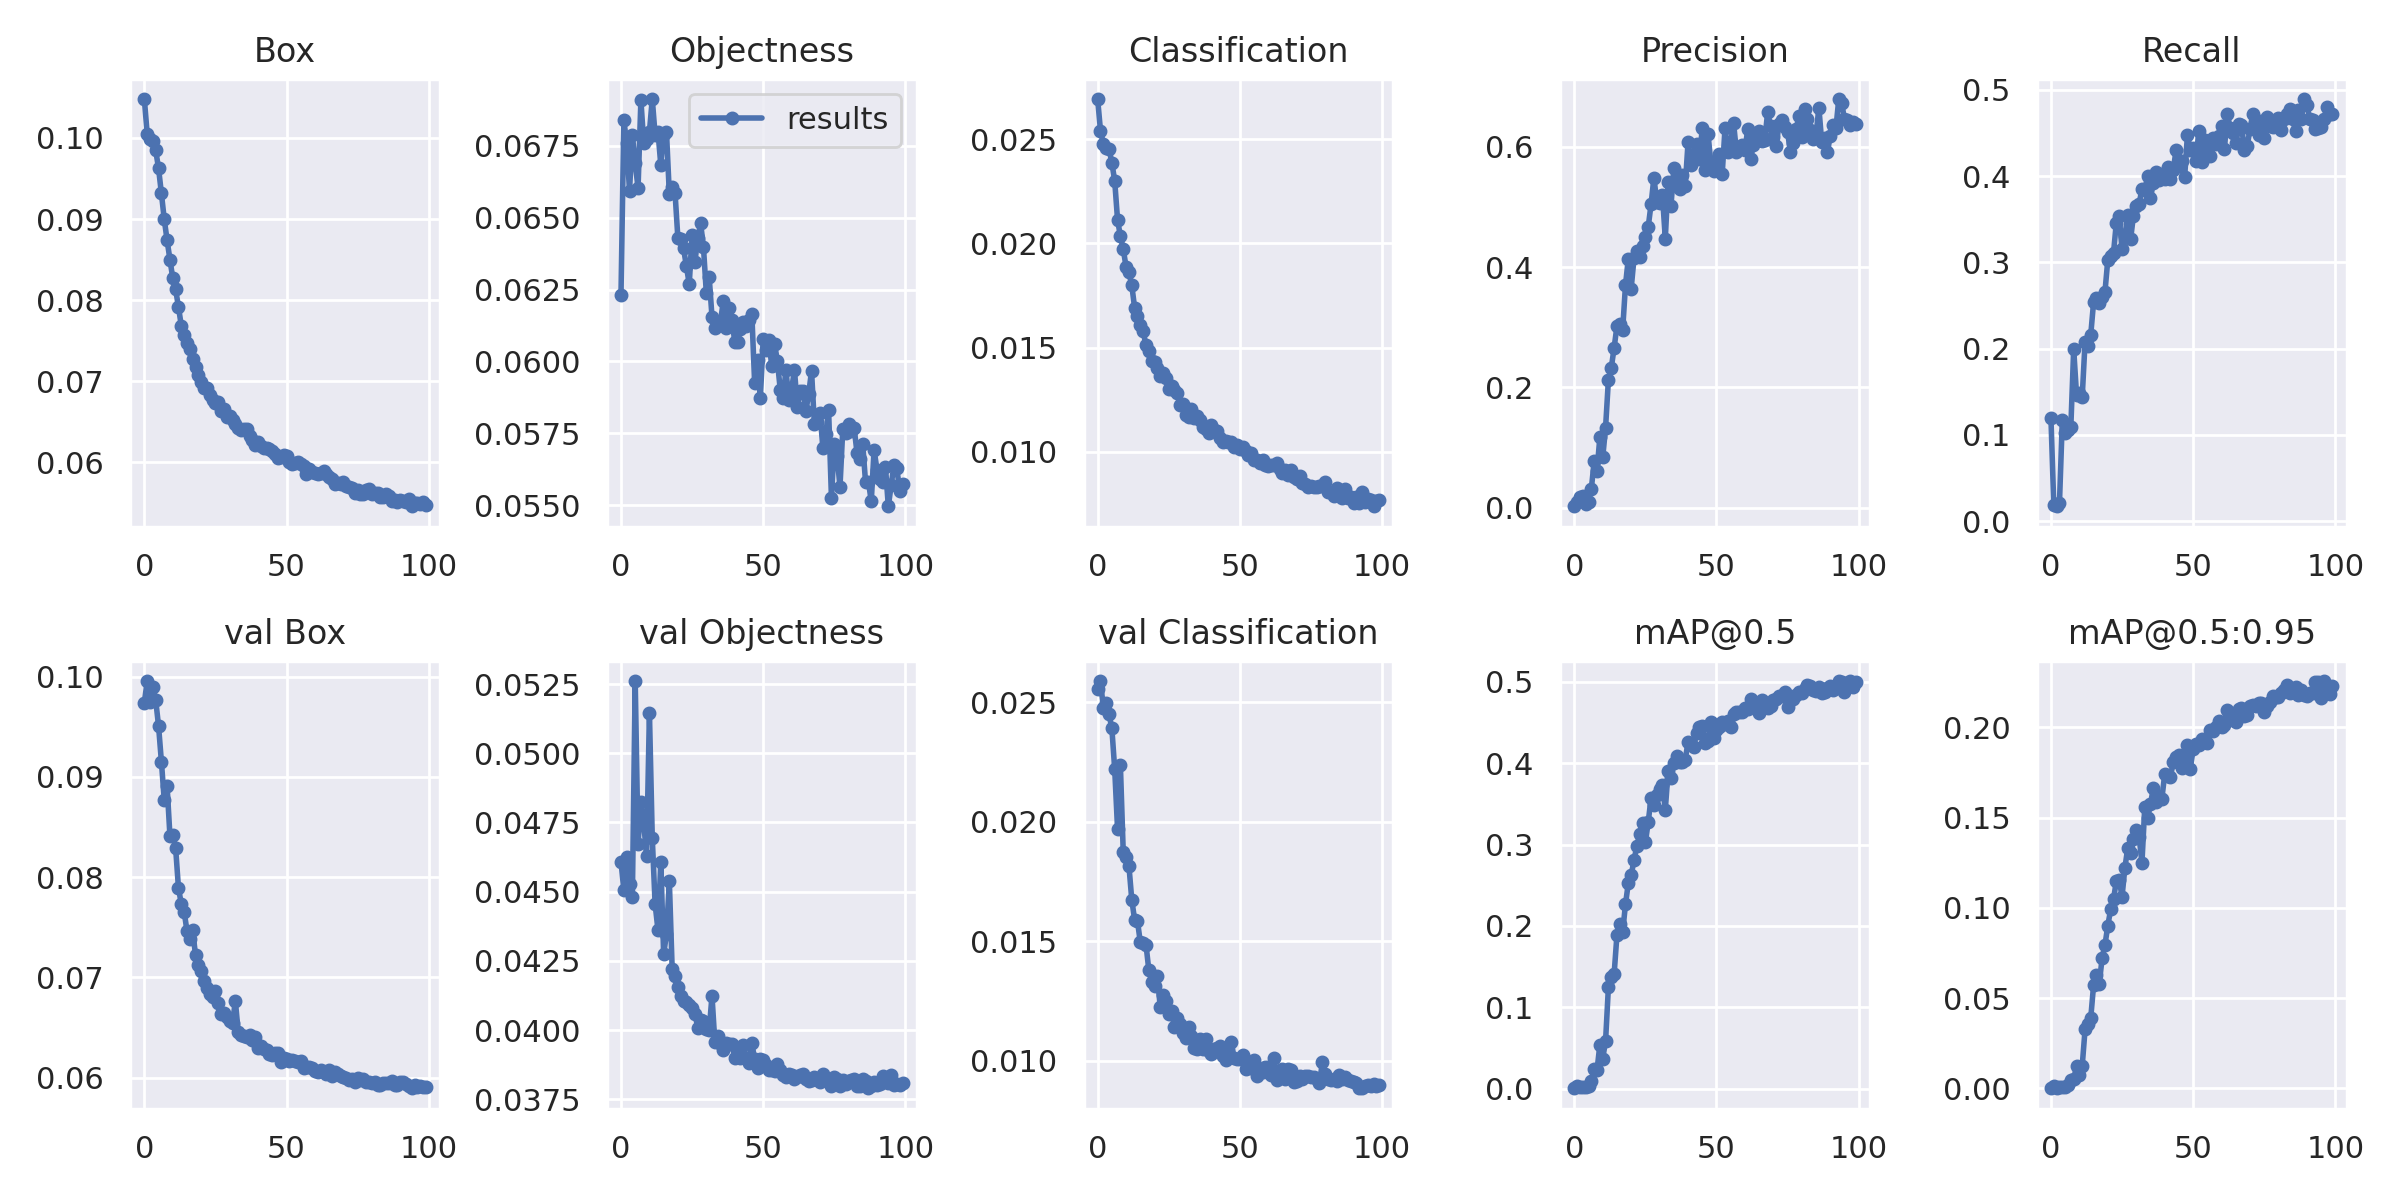 Box
0.10
0.09
0.08
0.07
0.06
0 50 100
Objectness
results
0.0675
0.0650
0.0625
0.0600
0.0575
0.0550
0 50 100
Classification
0.025
0.020
0.015
0.010
0 50 100
Precision
0.6
0.4
0.2
0.0
0 50 100
Recall
0.5
0.4
0.3
0.2
0.1
0.0
0 50 100
val Box
0.10
0.09
0.08
0.07
0.06
0 50 100
val Objectness
0.0525
0.0500
0.0475
0.0450
0.0425
0.0400
0.0375
0 50 100
val Classification
0.025
0.020
0.015
0.010
0 50 100
mAP@0.5
0.5
0.4
0.3
0.2
0.1
0.0
0 50 100
mAP@0.5:0.95
0.20
0.15
0.10
0.05
0.00
0 50 100